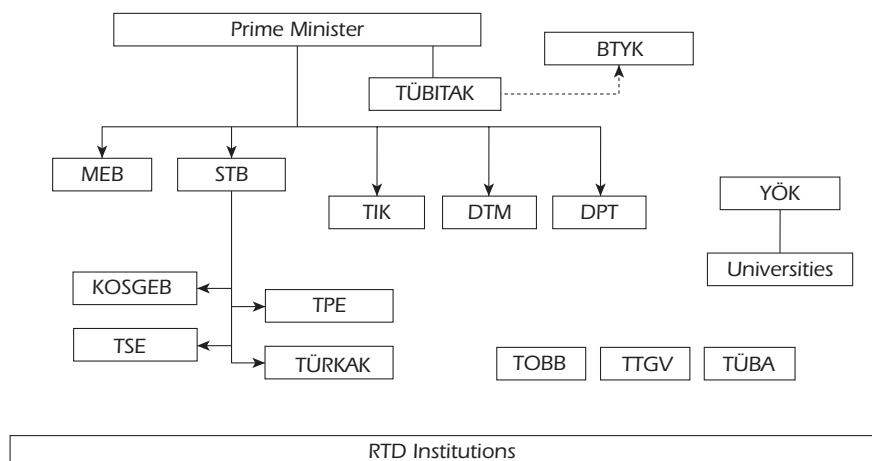 Prime Minister
BTYK
TÜBITAK
MEB
STB
TIK
DTM
DPT
YÖK
Universities
KOSGEB
TPE
TSE
TÜRKAK
TOBB
TTGV
TÜBA
RTD Institutions